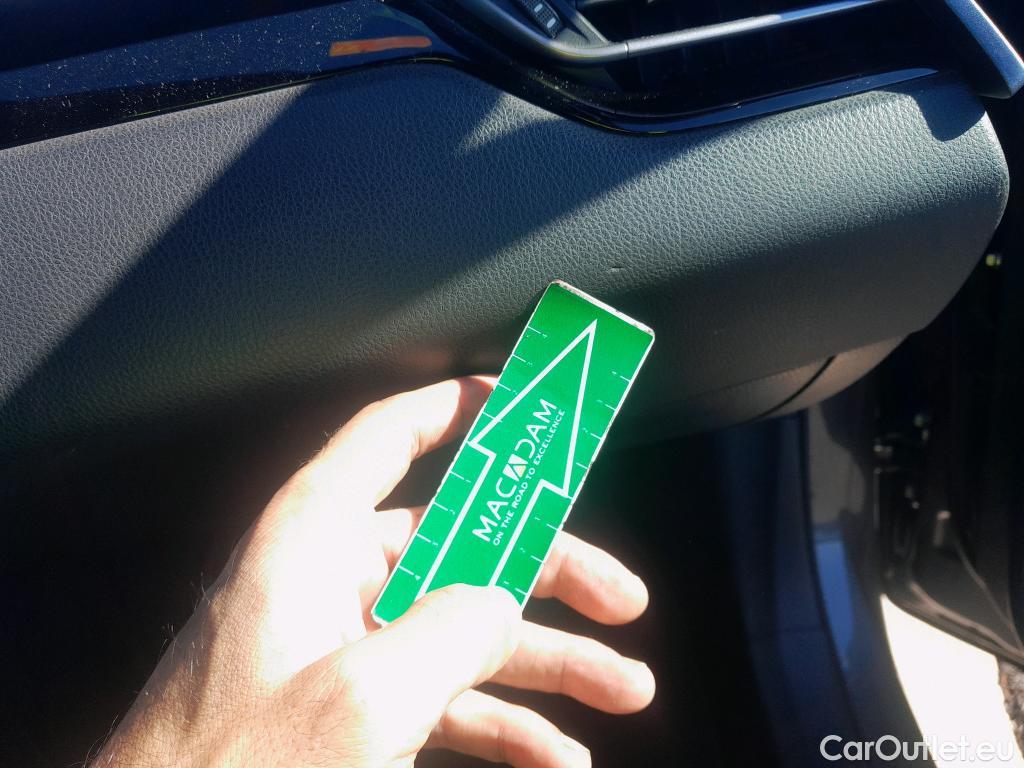 MACADAM
ON THE ROAD TO EXCELLENCE
CarOutlet.eu